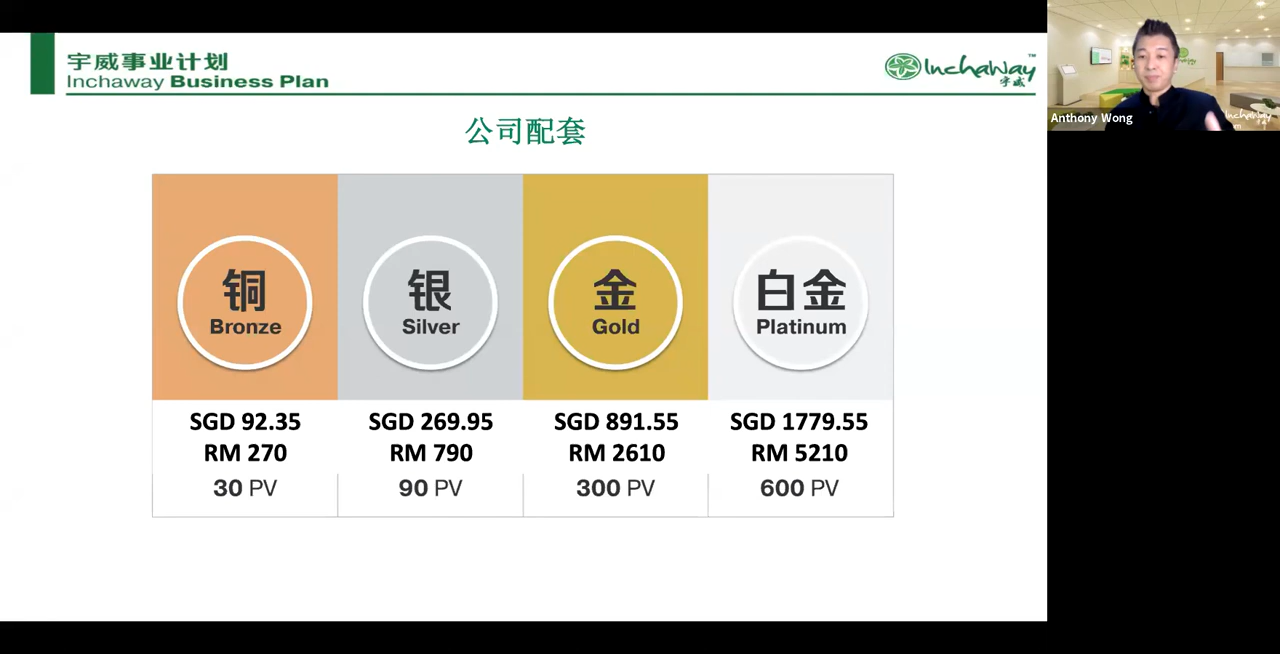 宇威事业计划
Inchaway Business Plan
Inchaway™
宇威
Anthony Wong
Inchaway
公司配套
铜
Bronze
银
Silver
金
Gold
白金
Platinum
SGD 92.35
SGD 269.95
SGD 891.55
SGD 1779.55
RM 270
RM 790
RM 2610
RM 5210
30 PV
90 PV
300 PV
600 PV